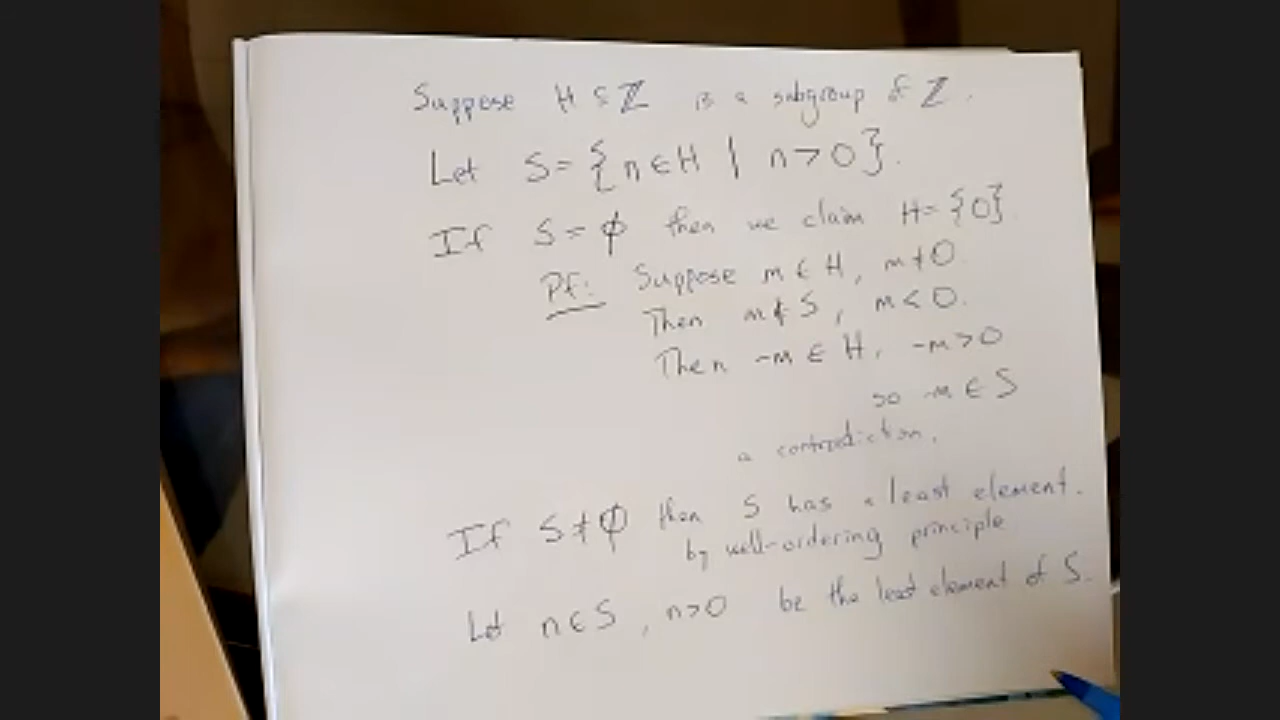 Suppose H ≤ ℤ is a subgroup of ℤ.
Let S = { n ∈ H | n > 0 }.
If S = ∅ then we claim H = {0}
Pf: Suppose m ∈ H, m ≠ 0.
Then m ∉ S, m < 0.
Then -m ∈ H, -m > 0
so -m ∈ S
a contradiction.
If S ≠ ∅ then S has a least element.
by well-ordering principle
Let n ∈ S, n > 0 be the least element of S.